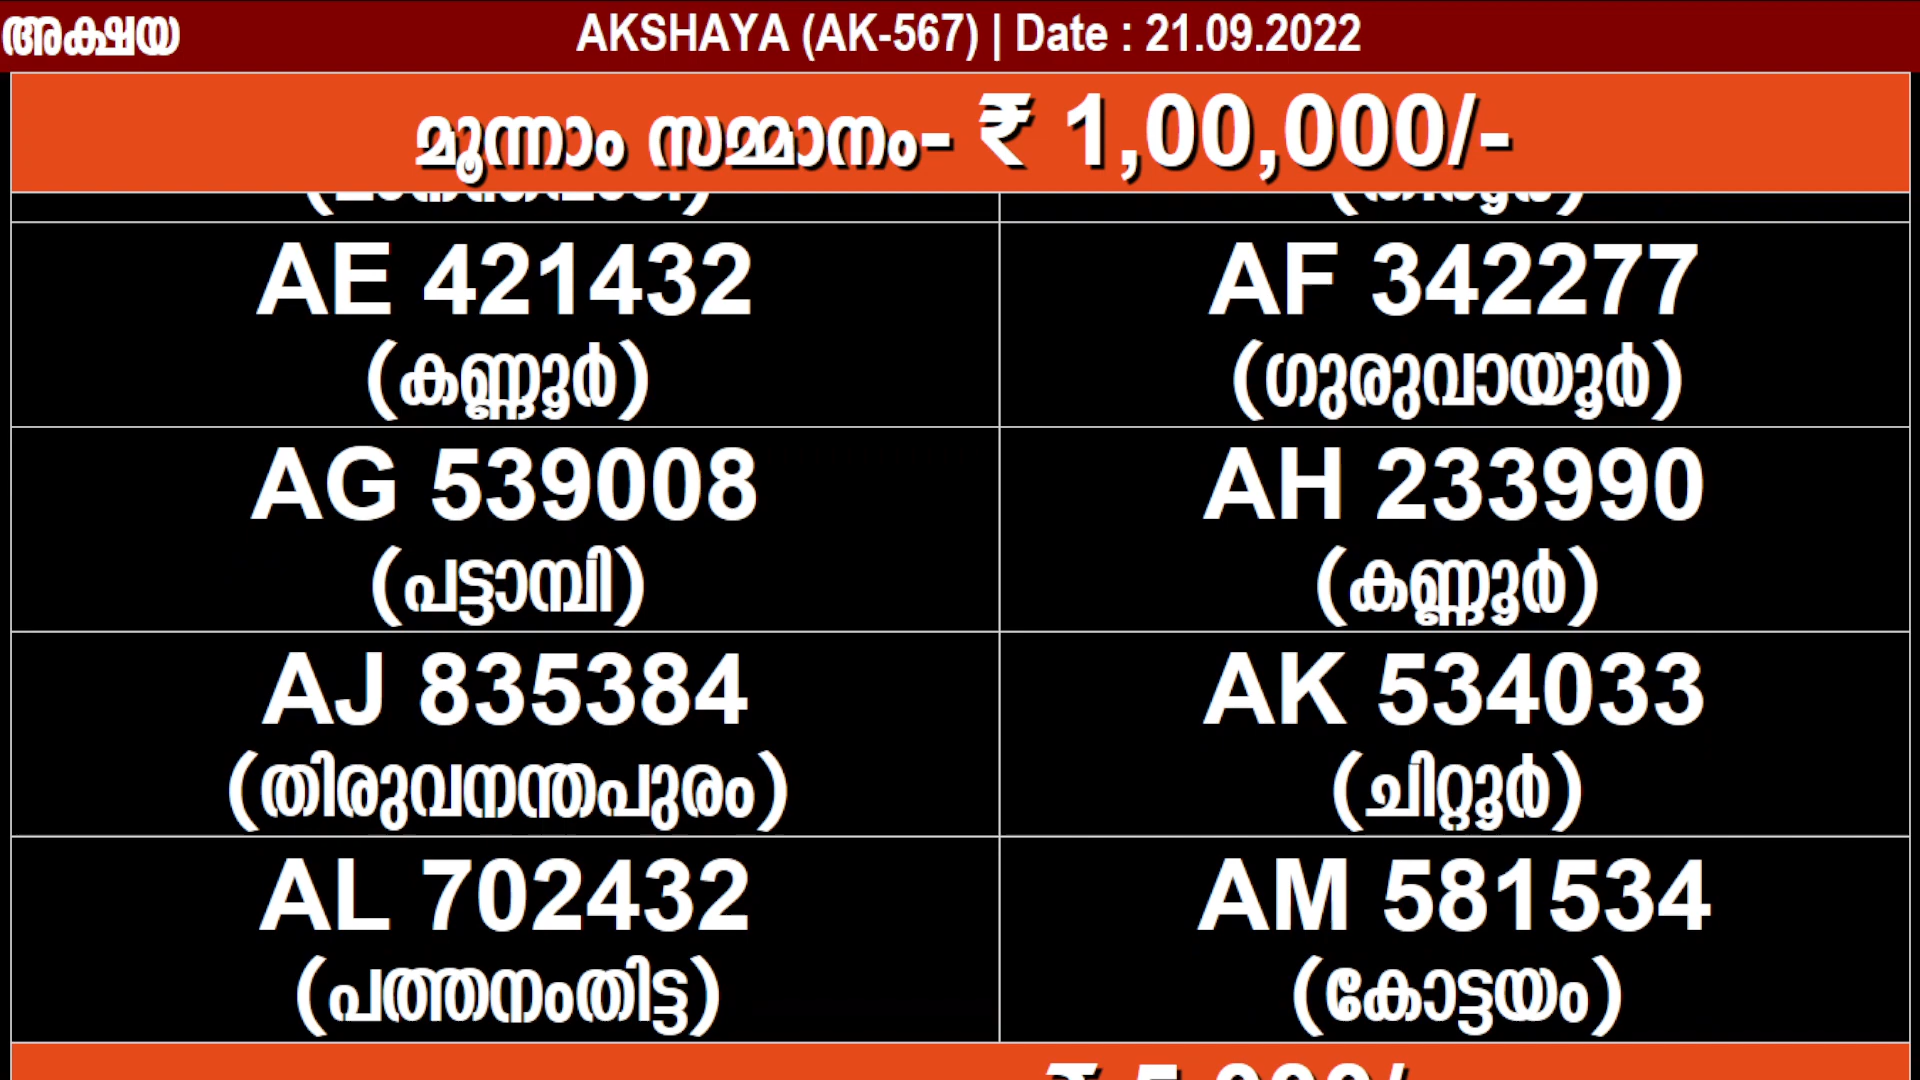 അക്ഷയ
AKSHAYA (AK-567) | Date : 21.09.2022
മൂന്നാം സമ്മാനം- ₹ 1,00,000/-
AE 421432
(കണ്ണൂർ)
AF 342277
(ഗുരുവായൂർ)
AG 539008
(പട്ടാമ്പി)
AH 233990
(കണ്ണൂർ)
AJ 835384
(തിരുവനന്തപുരം)
AK 534033
(ചിറ്റൂർ)
AL 702432
(പത്തനംതിട്ട)
AM 581534
(കോട്ടയം)